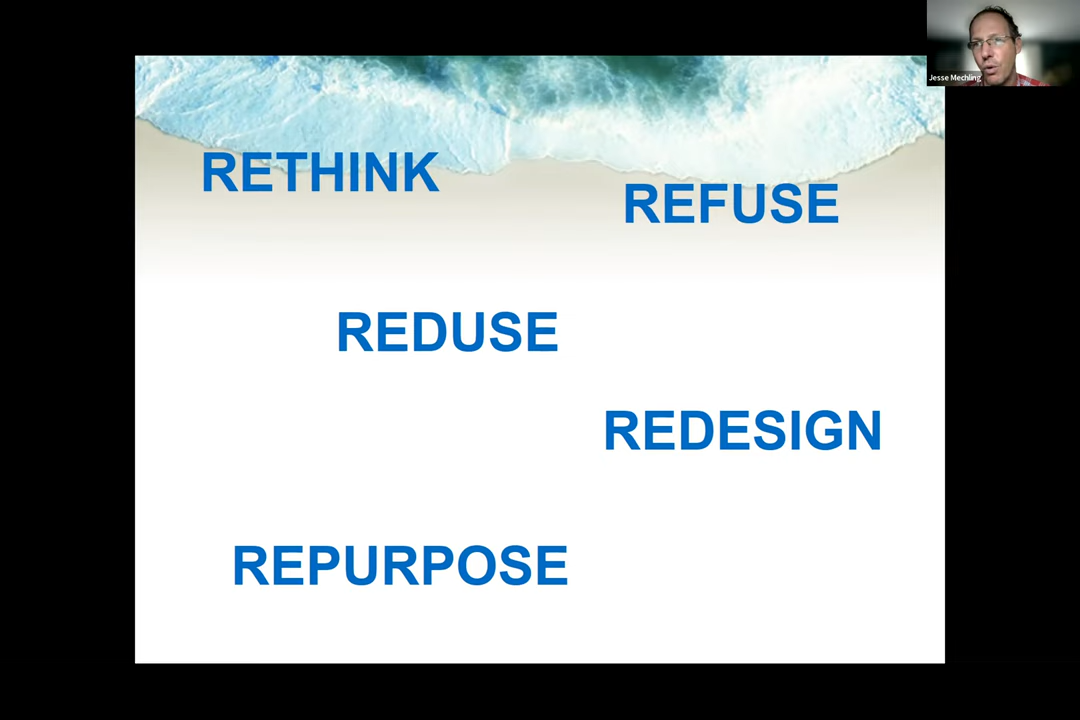 Jesse Mechling
RETHINK
REFUSE
REDUSE
REDESIGN
REPURPOSE